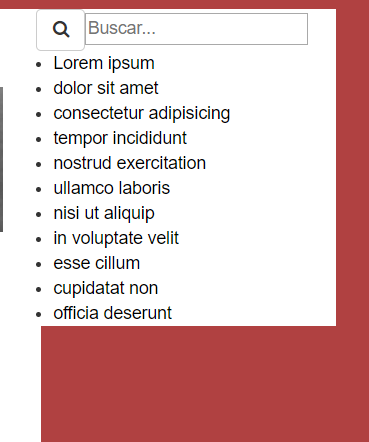 Buscar...
Lorem ipsum
dolor sit amet
consectetur adipisicing
tempor incididunt
nostrud exercitation
ullamco laboris
nisi ut aliquip
in voluptate velit
esse cillum
cupidatat non
officia deserunt